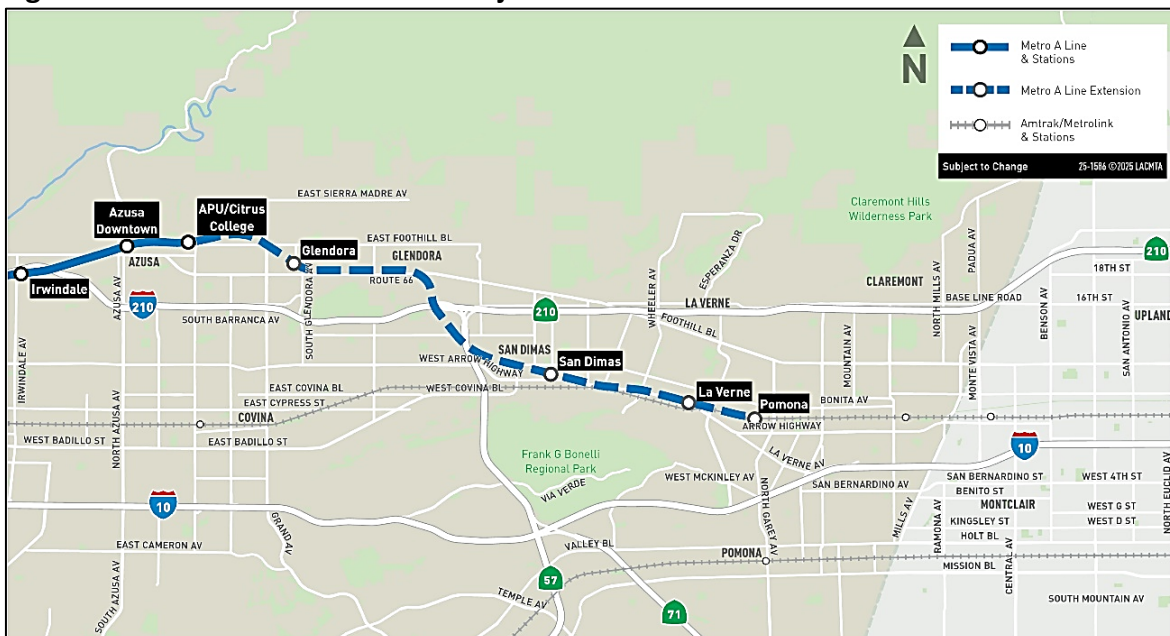 Metro A Line
& Stations
Metro A Line Extension
Amtrak/Metrolink
& Stations
Subject to Change
25-1586 ©2025 LACMTA
N
EAST SIERRA MADRE AV
Claremont Hills
Wilderness Park
Azusa
Downtown
APU/Citrus
College
Glendora
Irwindale
AZUSA
EAST FOOTHILL BL
GLENDORA
ROUTE 66
ESPERANZA DR
WHEELER AV
PADUA AV
NORTH MILLS AV
CLAREMONT
210
18TH ST
BASE LINE ROAD
16TH ST
BENSON AV
UPLAND
SAN ANTONIO AV
MONTE VISTA AV
AZUSA AV
210
SOUTH GLENDORA AV
SOUTH BARRANCA AV
210
LA VERNE
FOOTHILL BL
MOUNTAIN AV
IRWINDALE AV
SAN DIMAS
WEST ARROW HIGHWAY
San Dimas
WEST COVINA BL
EAST COVINA BL
EAST CYPRESS ST
COVINA
La Verne
Pomona
BONITA AV
ARROW HIGHWAY
WEST BADILLO ST
NORTH AZUSA AV
EAST BADILLO ST
Frank G Bonelli
Regional Park
VIA VERDE
LA VERNE AV
WEST MCKINLEY AV
SAN BERNARDINO AV
10
SAN BERNARDINO ST
WEST 4TH ST
BENITO ST
MONTCLAIR
WEST G ST
KINGSLEY ST
WEST D ST
HOLT BL
MISSION BL
NORTH EUCLID AV
RAMONA AV
CENTRAL AV
MILLS AV
NORTH GAREY AV
10
GRAND AV
EAST CAMERON AV
SOUTH AZUSA AV
VALLEY BL
POMONA
57
TEMPLE AV
71
SOUTH MOUNTAIN AV